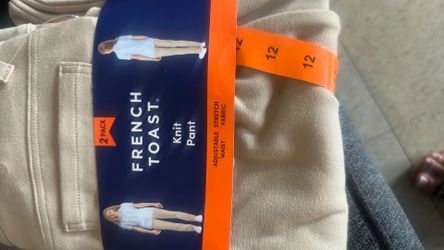 2 PACK
FRENCH
TOAST.
Knit
Pant
ADJUSTABLE
WAIST
STRETCH
FABRIC
12
12
12